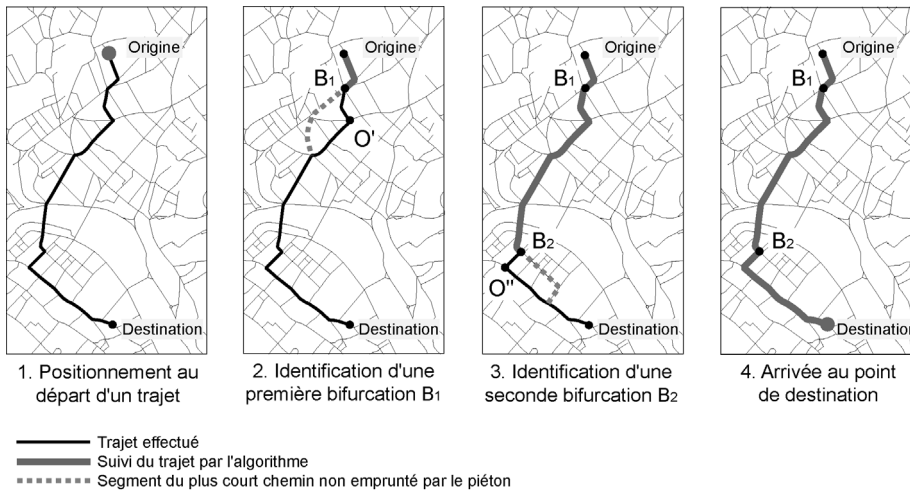 Origine
Destination
1. Positionnement au
départ d'un trajet
Origine
B1
O'
Destination
2. Identification d'une
première bifurcation B1
Origine
B1
B2
O"
Destination
3. Identification d'une
seconde bifurcation B2
Origine
B1
B2
Destination
4. Arrivée au point
de destination
Trajet effectué
Suivi du trajet par l'algorithme
Segment du plus court chemin non emprunté par le piéton